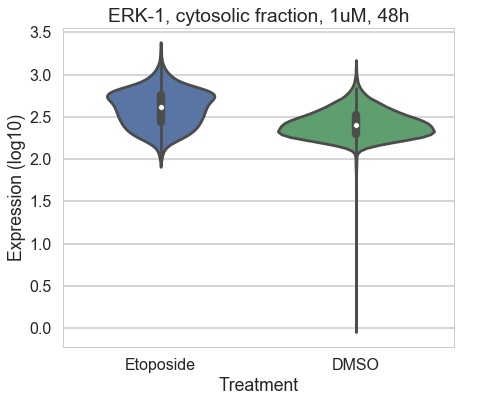 ERK-1, cytosolic fraction, 1uM, 48h
3.5
3.0
2.5
2.0
1.5
1.0
0.5
0.0
Expression (log10)
Etoposide DMSO
Treatment